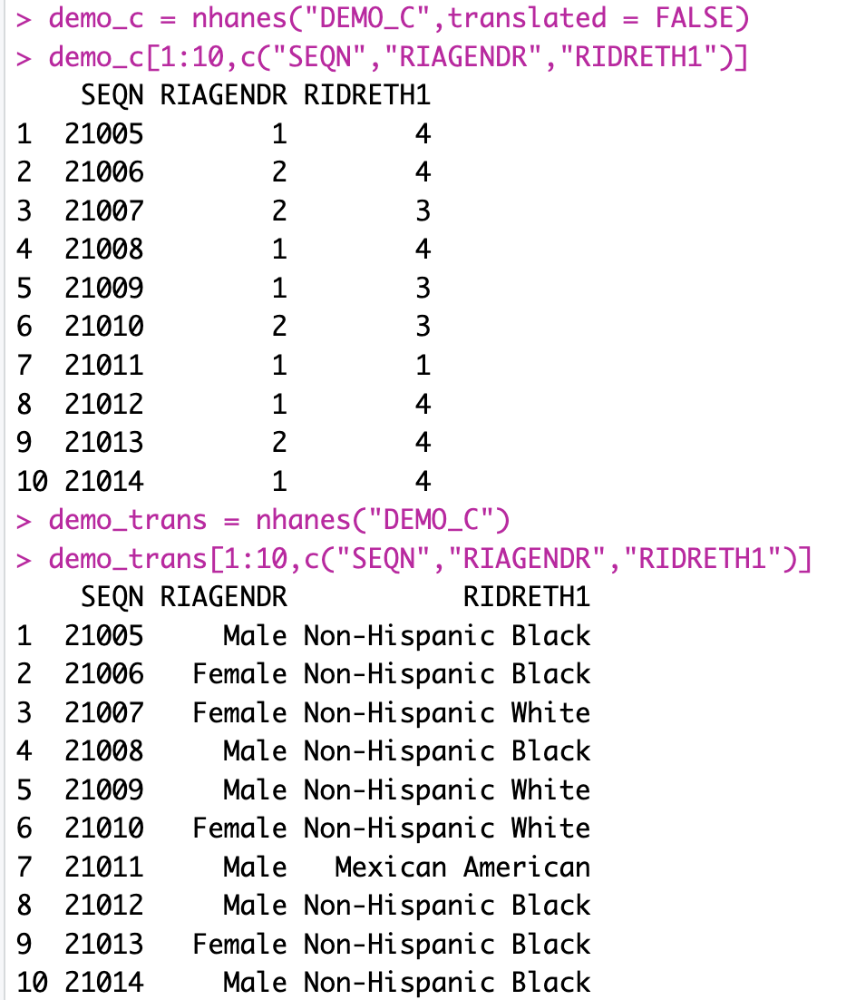 > demo_c = nhanes("DEMO_C",translated = FALSE)
> demo_c[1:10,c("SEQN","RIAGENDR","RIDRETH1")]
    SEQN RIAGENDR RIDRETH1
1  21005        1        4
2  21006        2        4
3  21007        2        3
4  21008        1        4
5  21009        1        3
6  21010        2        3
7  21011        1        1
8  21012        1        4
9  21013        2        4
10 21014        1        4
> demo_trans = nhanes("DEMO_C")
> demo_trans[1:10,c("SEQN","RIAGENDR","RIDRETH1")]
    SEQN RIAGENDR           RIDRETH1
1  21005     Male Non-Hispanic Black
2  21006   Female Non-Hispanic Black
3  21007   Female Non-Hispanic White
4  21008     Male Non-Hispanic Black
5  21009     Male Non-Hispanic White
6  21010   Female Non-Hispanic White
7  21011     Male   Mexican American
8  21012     Male Non-Hispanic Black
9  21013   Female Non-Hispanic Black
10 21014     Male Non-Hispanic Black